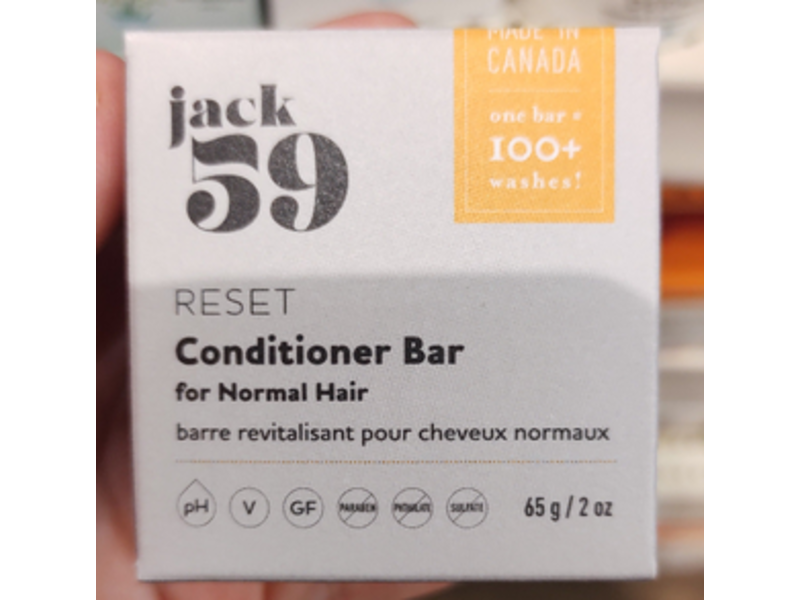 jack
59
MADE IN
CANADA
one bar =
100+
washes!
RESET
Conditioner Bar
for Normal Hair
barre revitalisant pour cheveux normaux
pH V GF PARABEN PHTHALATE SULFATE 65 g / 2 oz